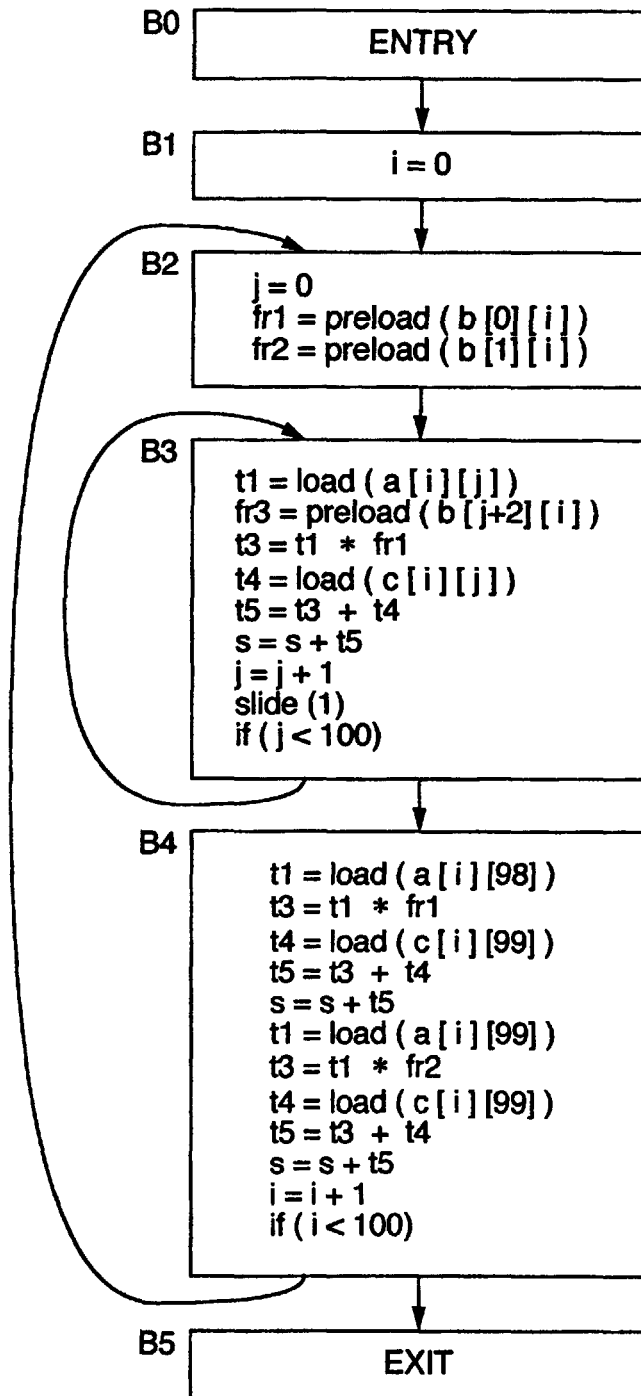 B0
ENTRY
B1
i = 0
B2
j = 0
fr1 = preload ( b [0] [ i ] )
fr2 = preload ( b [1] [ i ] )
B3
t1 = load ( a [ i ] [ j ] )
fr3 = preload ( b [ j+2] [ i ] )
t3 = t1 * fr1
t4 = load ( c [ i ] [ j ] )
t5 = t3 + t4
s = s + t5
j = j + 1
slide (1)
if ( j < 100)
B4
t1 = load ( a [ i ] [98] )
t3 = t1 * fr1
t4 = load ( c [ i ] [99] )
t5 = t3 + t4
s = s + t5
t1 = load ( a [ i ] [99] )
t3 = t1 * fr2
t4 = load ( c [ i ] [99] )
t5 = t3 + t4
s = s + t5
i = i + 1
if ( i < 100)
B5
EXIT